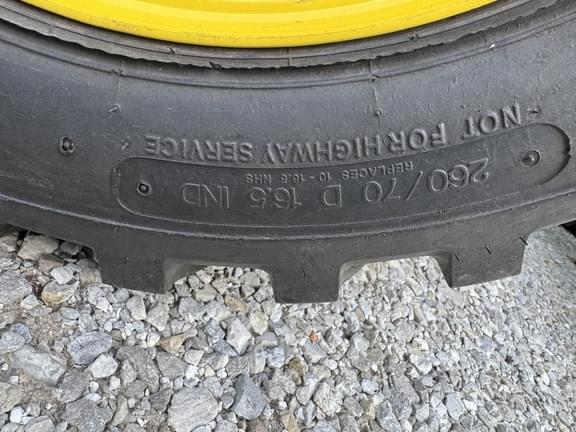 NOT FOR HIGHWAY SERVICE
REPLACES 10-16.5 NHS
260/70 D 16.5 IND